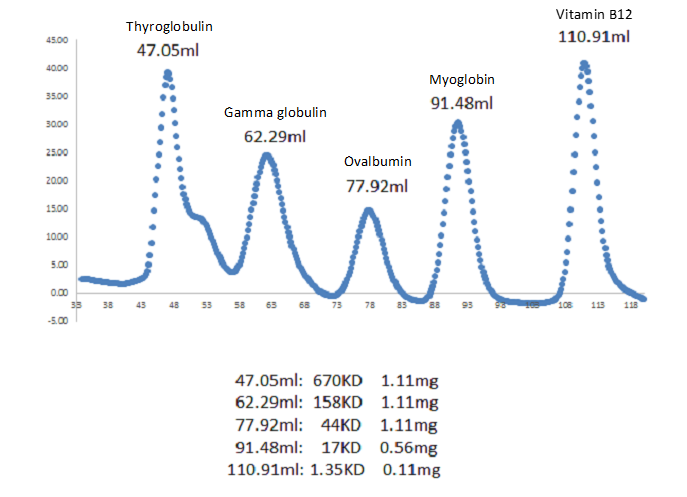 Vitamin B12
110.91ml
Thyroglobulin
47.05ml
Myoglobin
91.48ml
Gamma globulin
62.29ml
Ovalbumin
77.92ml
45.00
40.00
35.00
30.00
25.00
20.00
15.00
10.00
5.00
0.00
-5.00
33 38 43 48 53 58 63 68 73 78 83 88 93 98 103 108 113 118
47.05ml: 670KD 1.11mg
62.29ml: 158KD 1.11mg
77.92ml: 44KD 1.11mg
91.48ml: 17KD 0.56mg
110.91ml: 1.35KD 0.11mg